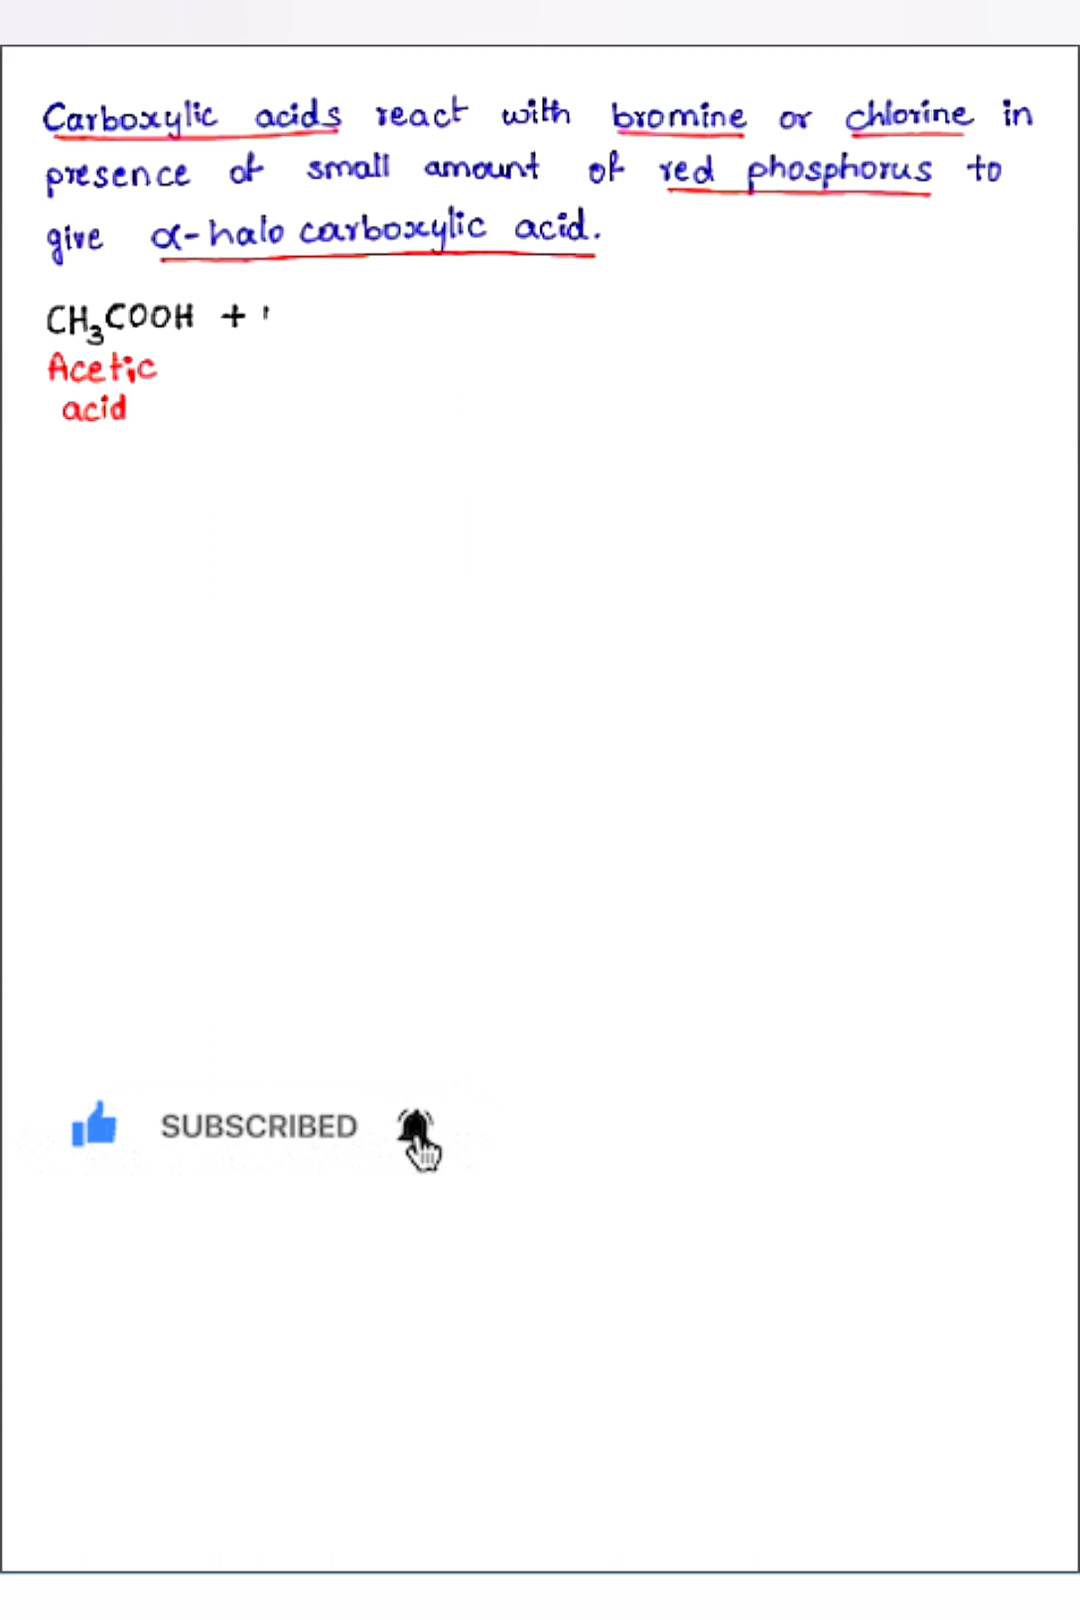 Carboxylic acids react with bromine or chlorine in
presence of small amount of red phosphorus to
give α-halo carboxylic acid.
CH₃COOH +
Acetic
acid
SUBSCRIBED